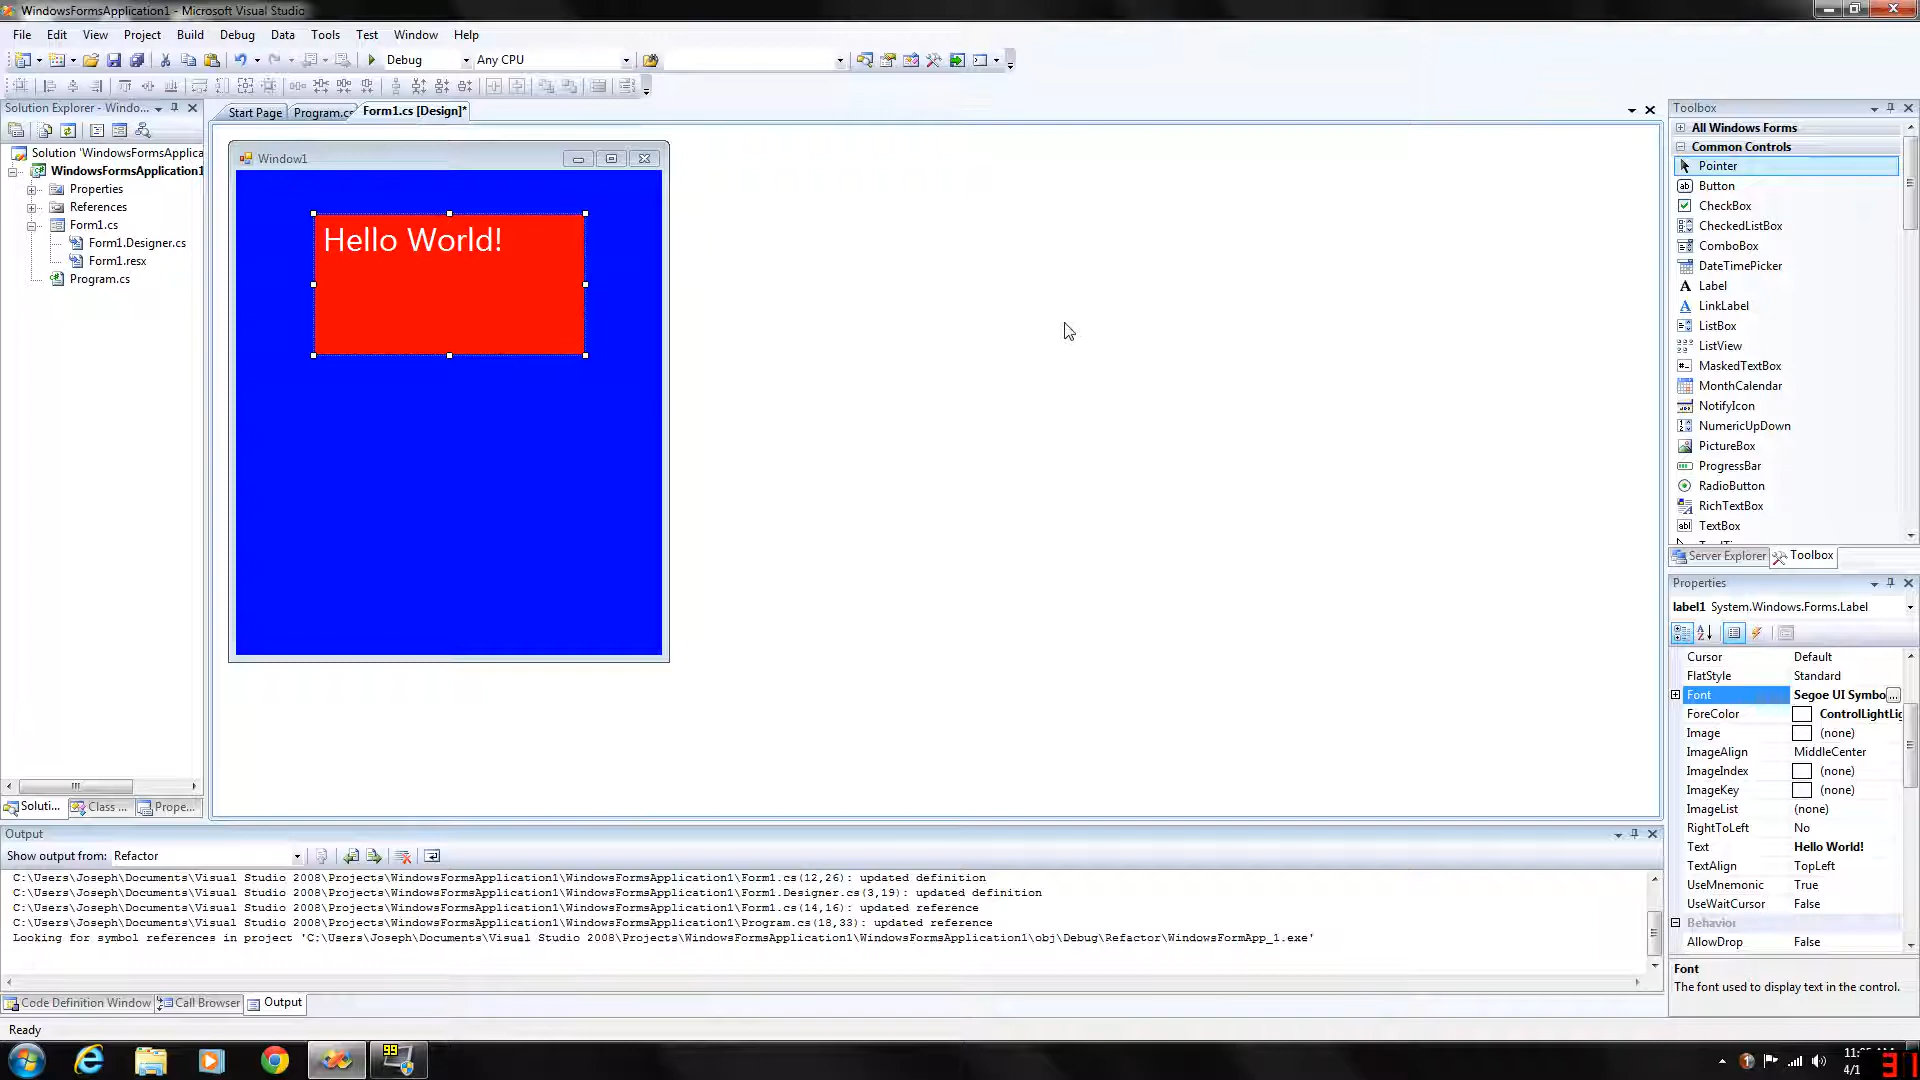 WindowsFormsApplication1 - Microsoft Visual Studio
File Edit View Project Build Debug Data Tools Test Window Help
Debug Any CPU
Solution Explorer - Windo...
Solution 'WindowsFormsApplica
WindowsFormsApplication1
Properties
References
Form1.cs
Form1.Designer.cs
Form1.resx
Program.cs
Soluti... Class ... Prope...
Start Page Program.cs Form1.cs [Design]*
Window1
Hello World!
Toolbox
All Windows Forms
Common Controls
Pointer
Button
CheckBox
CheckedListBox
ComboBox
DateTimePicker
Label
LinkLabel
ListBox
ListView
MaskedTextBox
MonthCalendar
NotifyIcon
NumericUpDown
PictureBox
ProgressBar
RadioButton
RichTextBox
TextBox
Server Explorer Toolbox
Properties
label1 System.Windows.Forms.Label
Cursor Default
FlatStyle Standard
Font Segoe UI Symbo ...
ForeColor ControlLightLig
Image (none)
ImageAlign MiddleCenter
ImageIndex (none)
ImageKey (none)
ImageList (none)
RightToLeft No
Text Hello World!
TextAlign TopLeft
UseMnemonic True
UseWaitCursor False
Behavior
AllowDrop False
Font
The font used to display text in the control.
Output
Show output from: Refactor
C:\Users\Joseph\Documents\Visual Studio 2008\Projects\WindowsFormsApplication1\WindowsFormsApplication1\Form1.cs(12,26): updated definition
C:\Users\Joseph\Documents\Visual Studio 2008\Projects\WindowsFormsApplication1\WindowsFormsApplication1\Form1.Designer.cs(3,19): updated definition
C:\Users\Joseph\Documents\Visual Studio 2008\Projects\WindowsFormsApplication1\WindowsFormsApplication1\Form1.cs(14,16): updated reference
C:\Users\Joseph\Documents\Visual Studio 2008\Projects\WindowsFormsApplication1\WindowsFormsApplication1\Program.cs(18,33): updated reference
Looking for symbol references in project 'C:\Users\Joseph\Documents\Visual Studio 2008\Projects\WindowsFormsApplication1\WindowsFormsApplication1\obj\Debug\Refactor\WindowsFormApp_1.exe'
Code Definition Window Call Browser Output
Ready
99
4/1
31